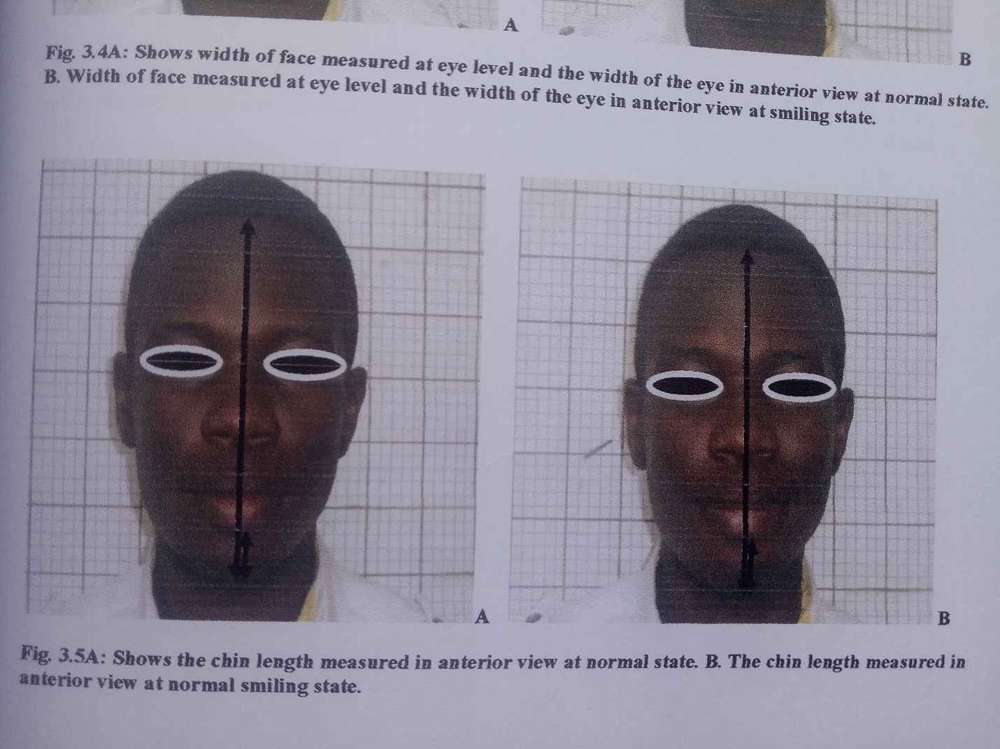 A
B
Fig. 3.4A: Shows width of face measured at eye level and the width of the eye in anterior view at normal state.
B. Width of face measured at eye level and the width of the eye in anterior view at smiling state.
A
B
Fig. 3.5A: Shows the chin length measured in anterior view at normal state. B. The chin length measured in
anterior view at normal smiling state.